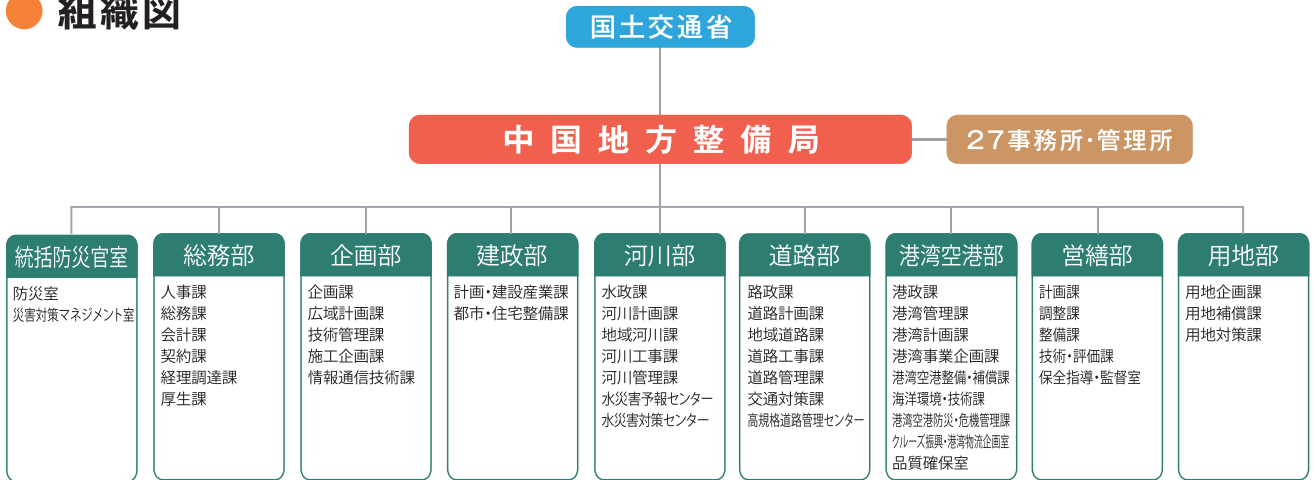 組織図
国土交通省
中国地方整備局
27事務所・管理所
統括防災官室
防災室
災害対策マネジメント室
総務部
人事課
総務課
会計課
契約課
経理調達課
厚生課
企画部
企画課
広域計画課
技術管理課
施工企画課
情報通信技術課
建政部
計画・建設産業課
都市・住宅整備課
河川部
水政課
河川計画課
地域河川課
河川工事課
河川管理課
水災害予報センター
水災害対策センター
道路部
路政課
道路計画課
地域道路課
道路工事課
道路管理課
交通対策課
高規格道路管理センター
港湾空港部
港政課
港湾管理課
港湾計画課
港湾事業企画課
港湾空港整備・補償課
海洋環境・技術課
港湾空港防災・危機管理課
クルーズ振興・港湾物流企画室
品質確保室
営繕部
計画課
調整課
整備課
技術・評価課
保全指導・監督室
用地部
用地企画課
用地補償課
用地対策課